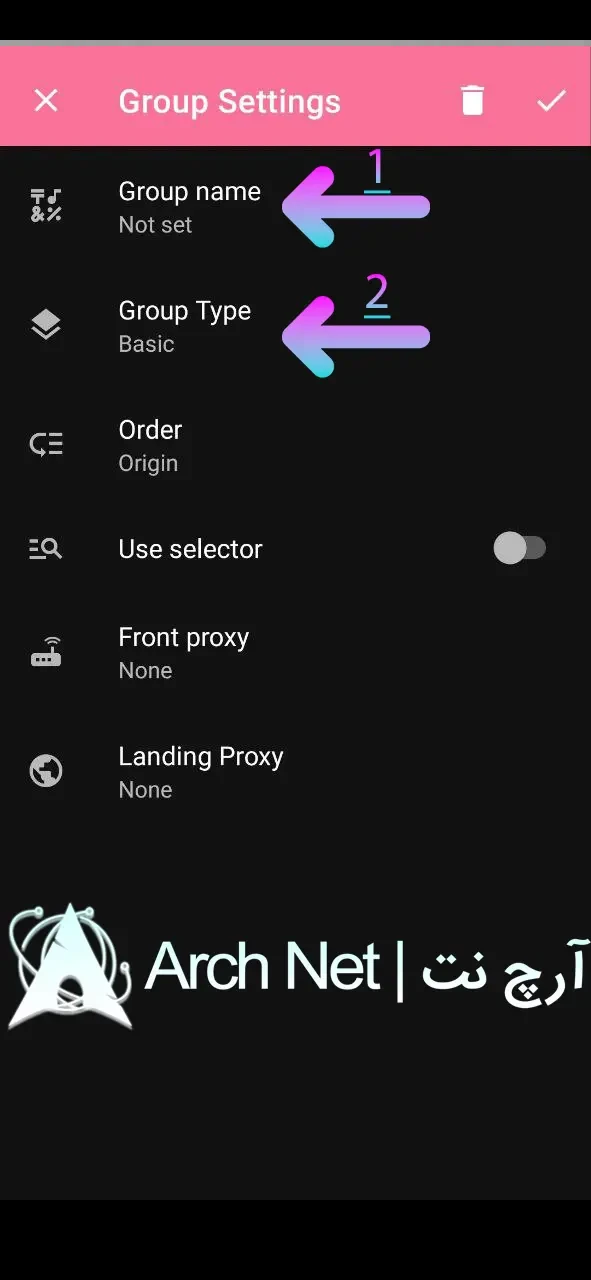 Group Settings
1
Group name
Not set
2
Group Type
Basic
Order
Origin
Use selector
Front proxy
None
Landing Proxy
None
Arch Net | آرچ نت